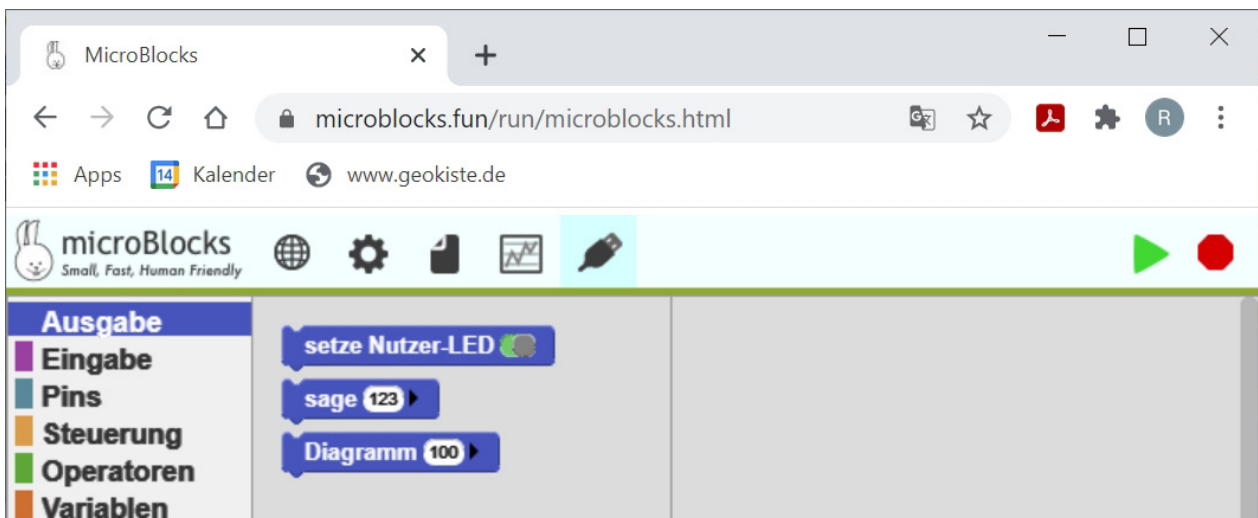 MicroBlocks
microblocks.fun/run/microblocks.html
R
Apps 14 Kalender www.geokiste.de
microBlocks
Small, Fast, Human Friendly
Ausgabe
Eingabe
Pins
Steuerung
Operatoren
Variablen
setze Nutzer-LED
sage 123
Diagramm 100